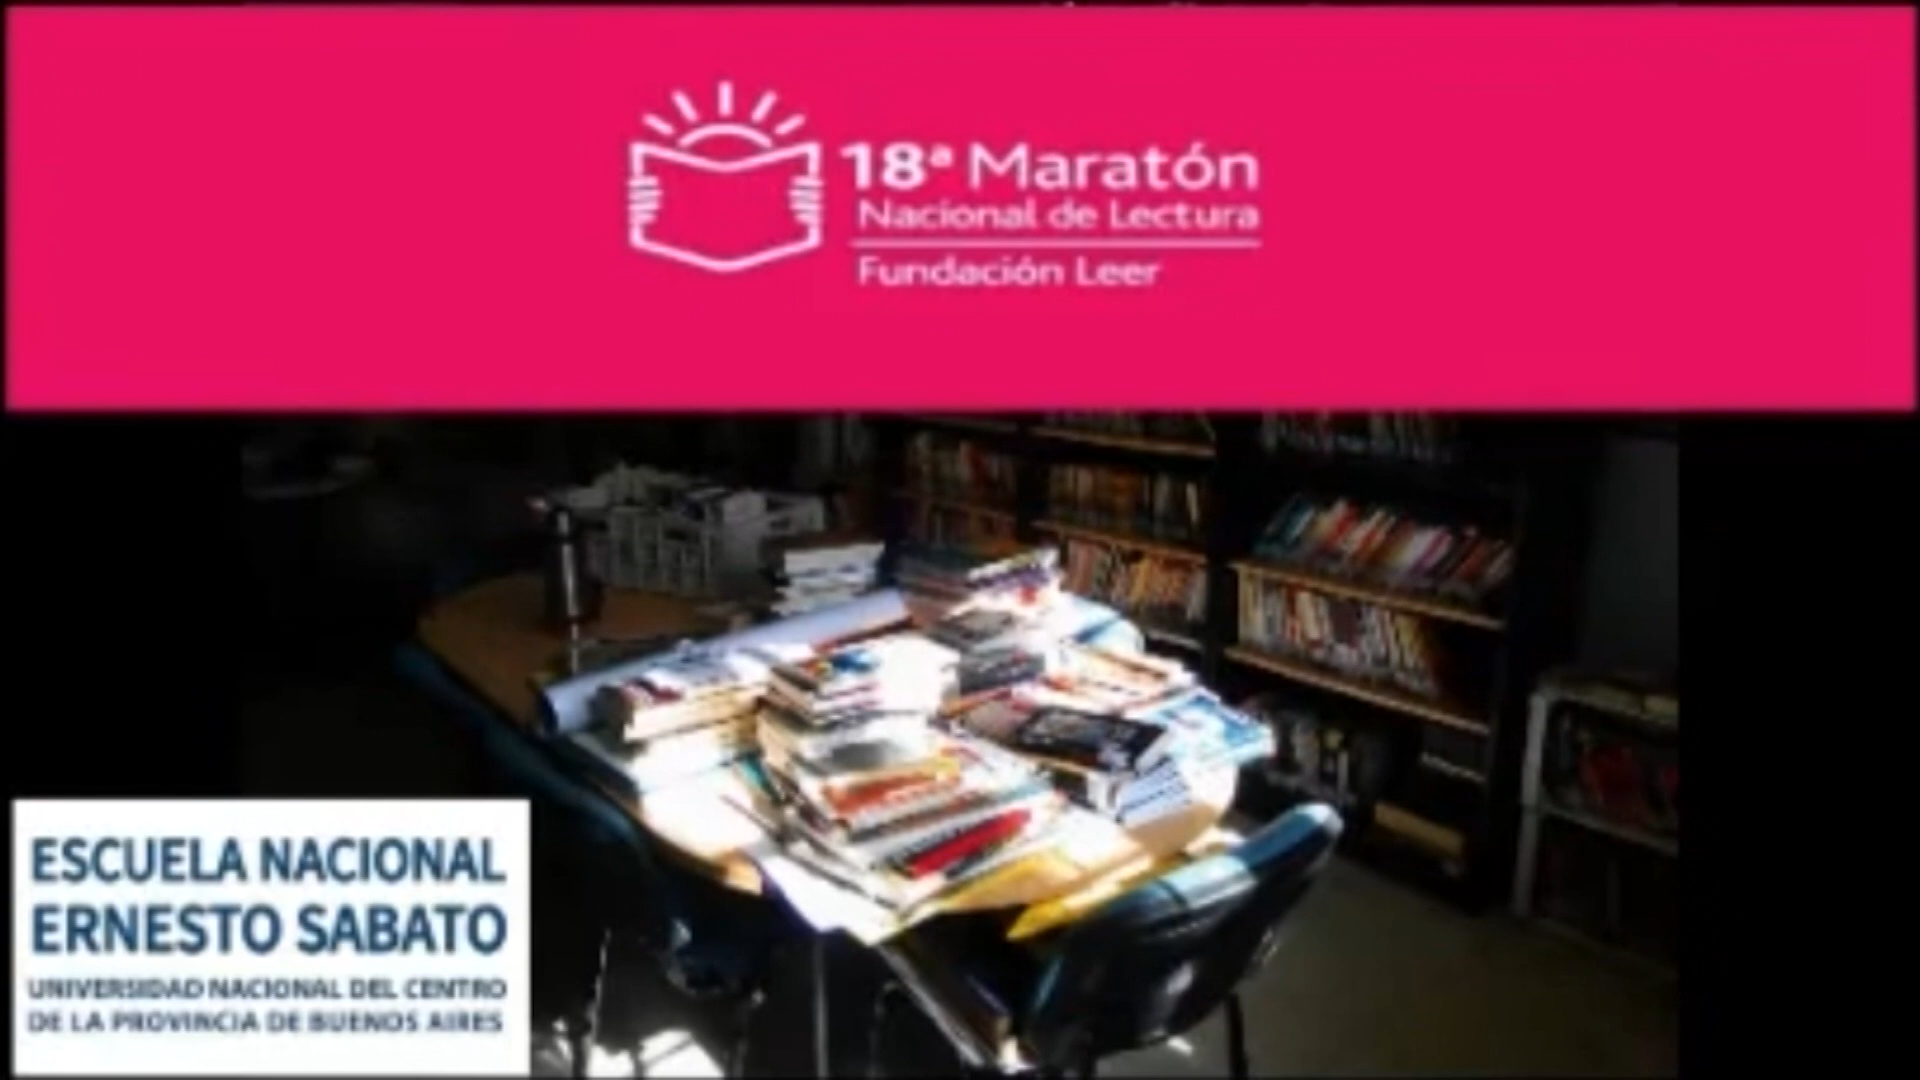 18ª Maratón
Nacional de Lectura
Fundación Leer
ESCUELA NACIONAL
ERNESTO SABATO
UNIVERSIDAD NACIONAL DEL CENTRO
DE LA PROVINCIA DE BUENOS AIRES